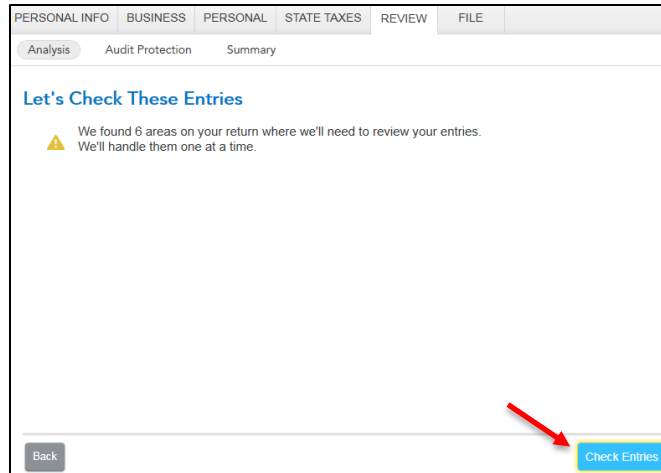 PERSONAL INFO BUSINESS PERSONAL STATE TAXES REVIEW FILE
Analysis Audit Protection Summary
Let's Check These Entries
We found 6 areas on your return where we'll need to review your entries.
We'll handle them one at a time.
Back Check Entries